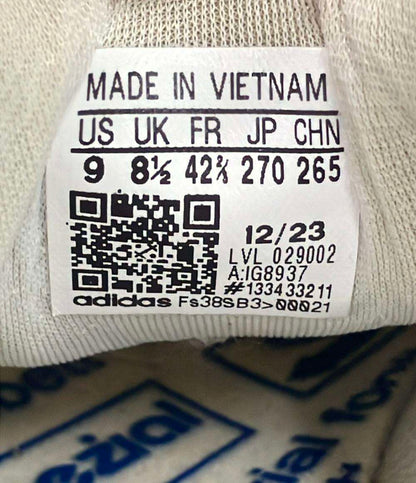 MADE IN VIETNAM
US UK FR JP CHN
9 8½ 42⅔ 270 265
12/23
LVL 029002
A:IG8937
#133433211
adidas Fs38SB3>00021
ezial